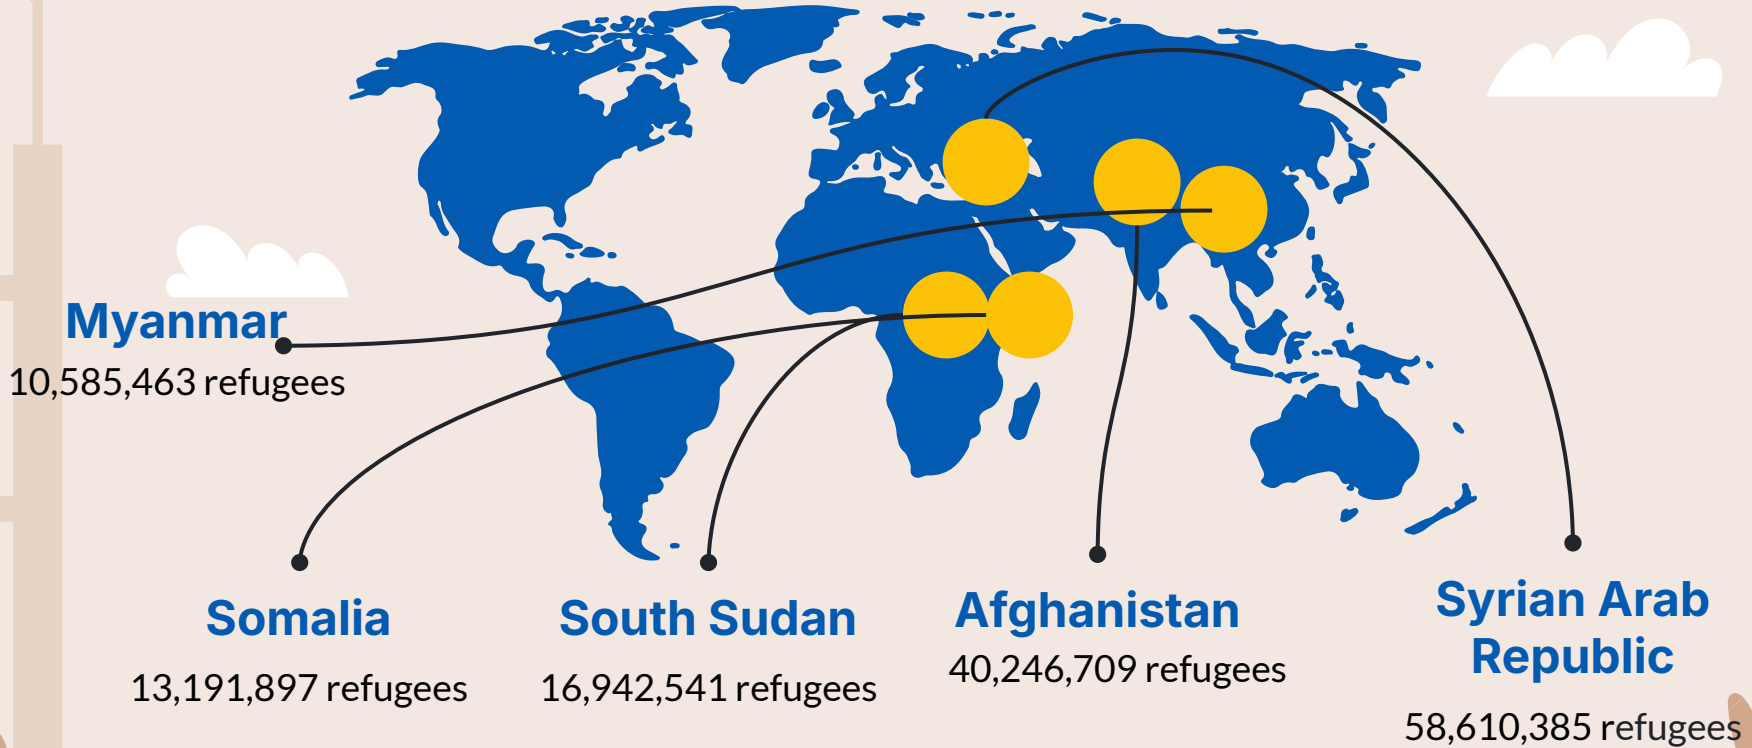 Myanmar
10,585,463 refugees
Somalia
13,191,897 refugees
South Sudan
16,942,541 refugees
Afghanistan
40,246,709 refugees
Syrian Arab
Republic
58,610,385 refugees